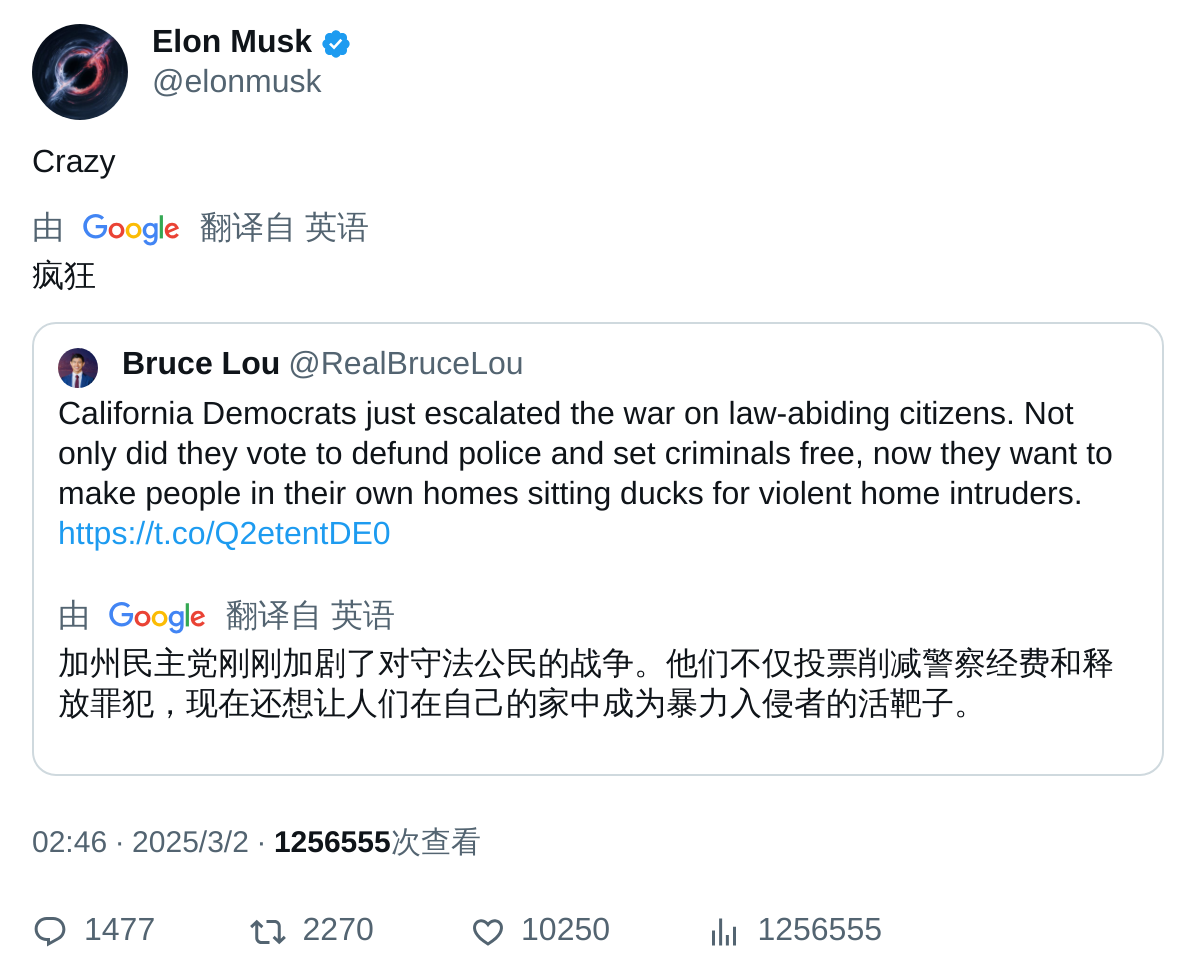 Elon Musk
@elonmusk
Crazy
由 Google 翻译自 英语
疯狂
Bruce Lou @RealBruceLou
California Democrats just escalated the war on law-abiding citizens. Not
only did they vote to defund police and set criminals free, now they want to
make people in their own homes sitting ducks for violent home intruders.
https://t.co/Q2etentDE0
由 Google 翻译自 英语
加州民主党刚刚加剧了对守法公民的战争。他们不仅投票削减警察经费和释
放罪犯，现在还想让人们在自己的家中成为暴力入侵者的活靶子。
02:46 · 2025/3/2 · 1256555次查看
1477 2270 10250 1256555